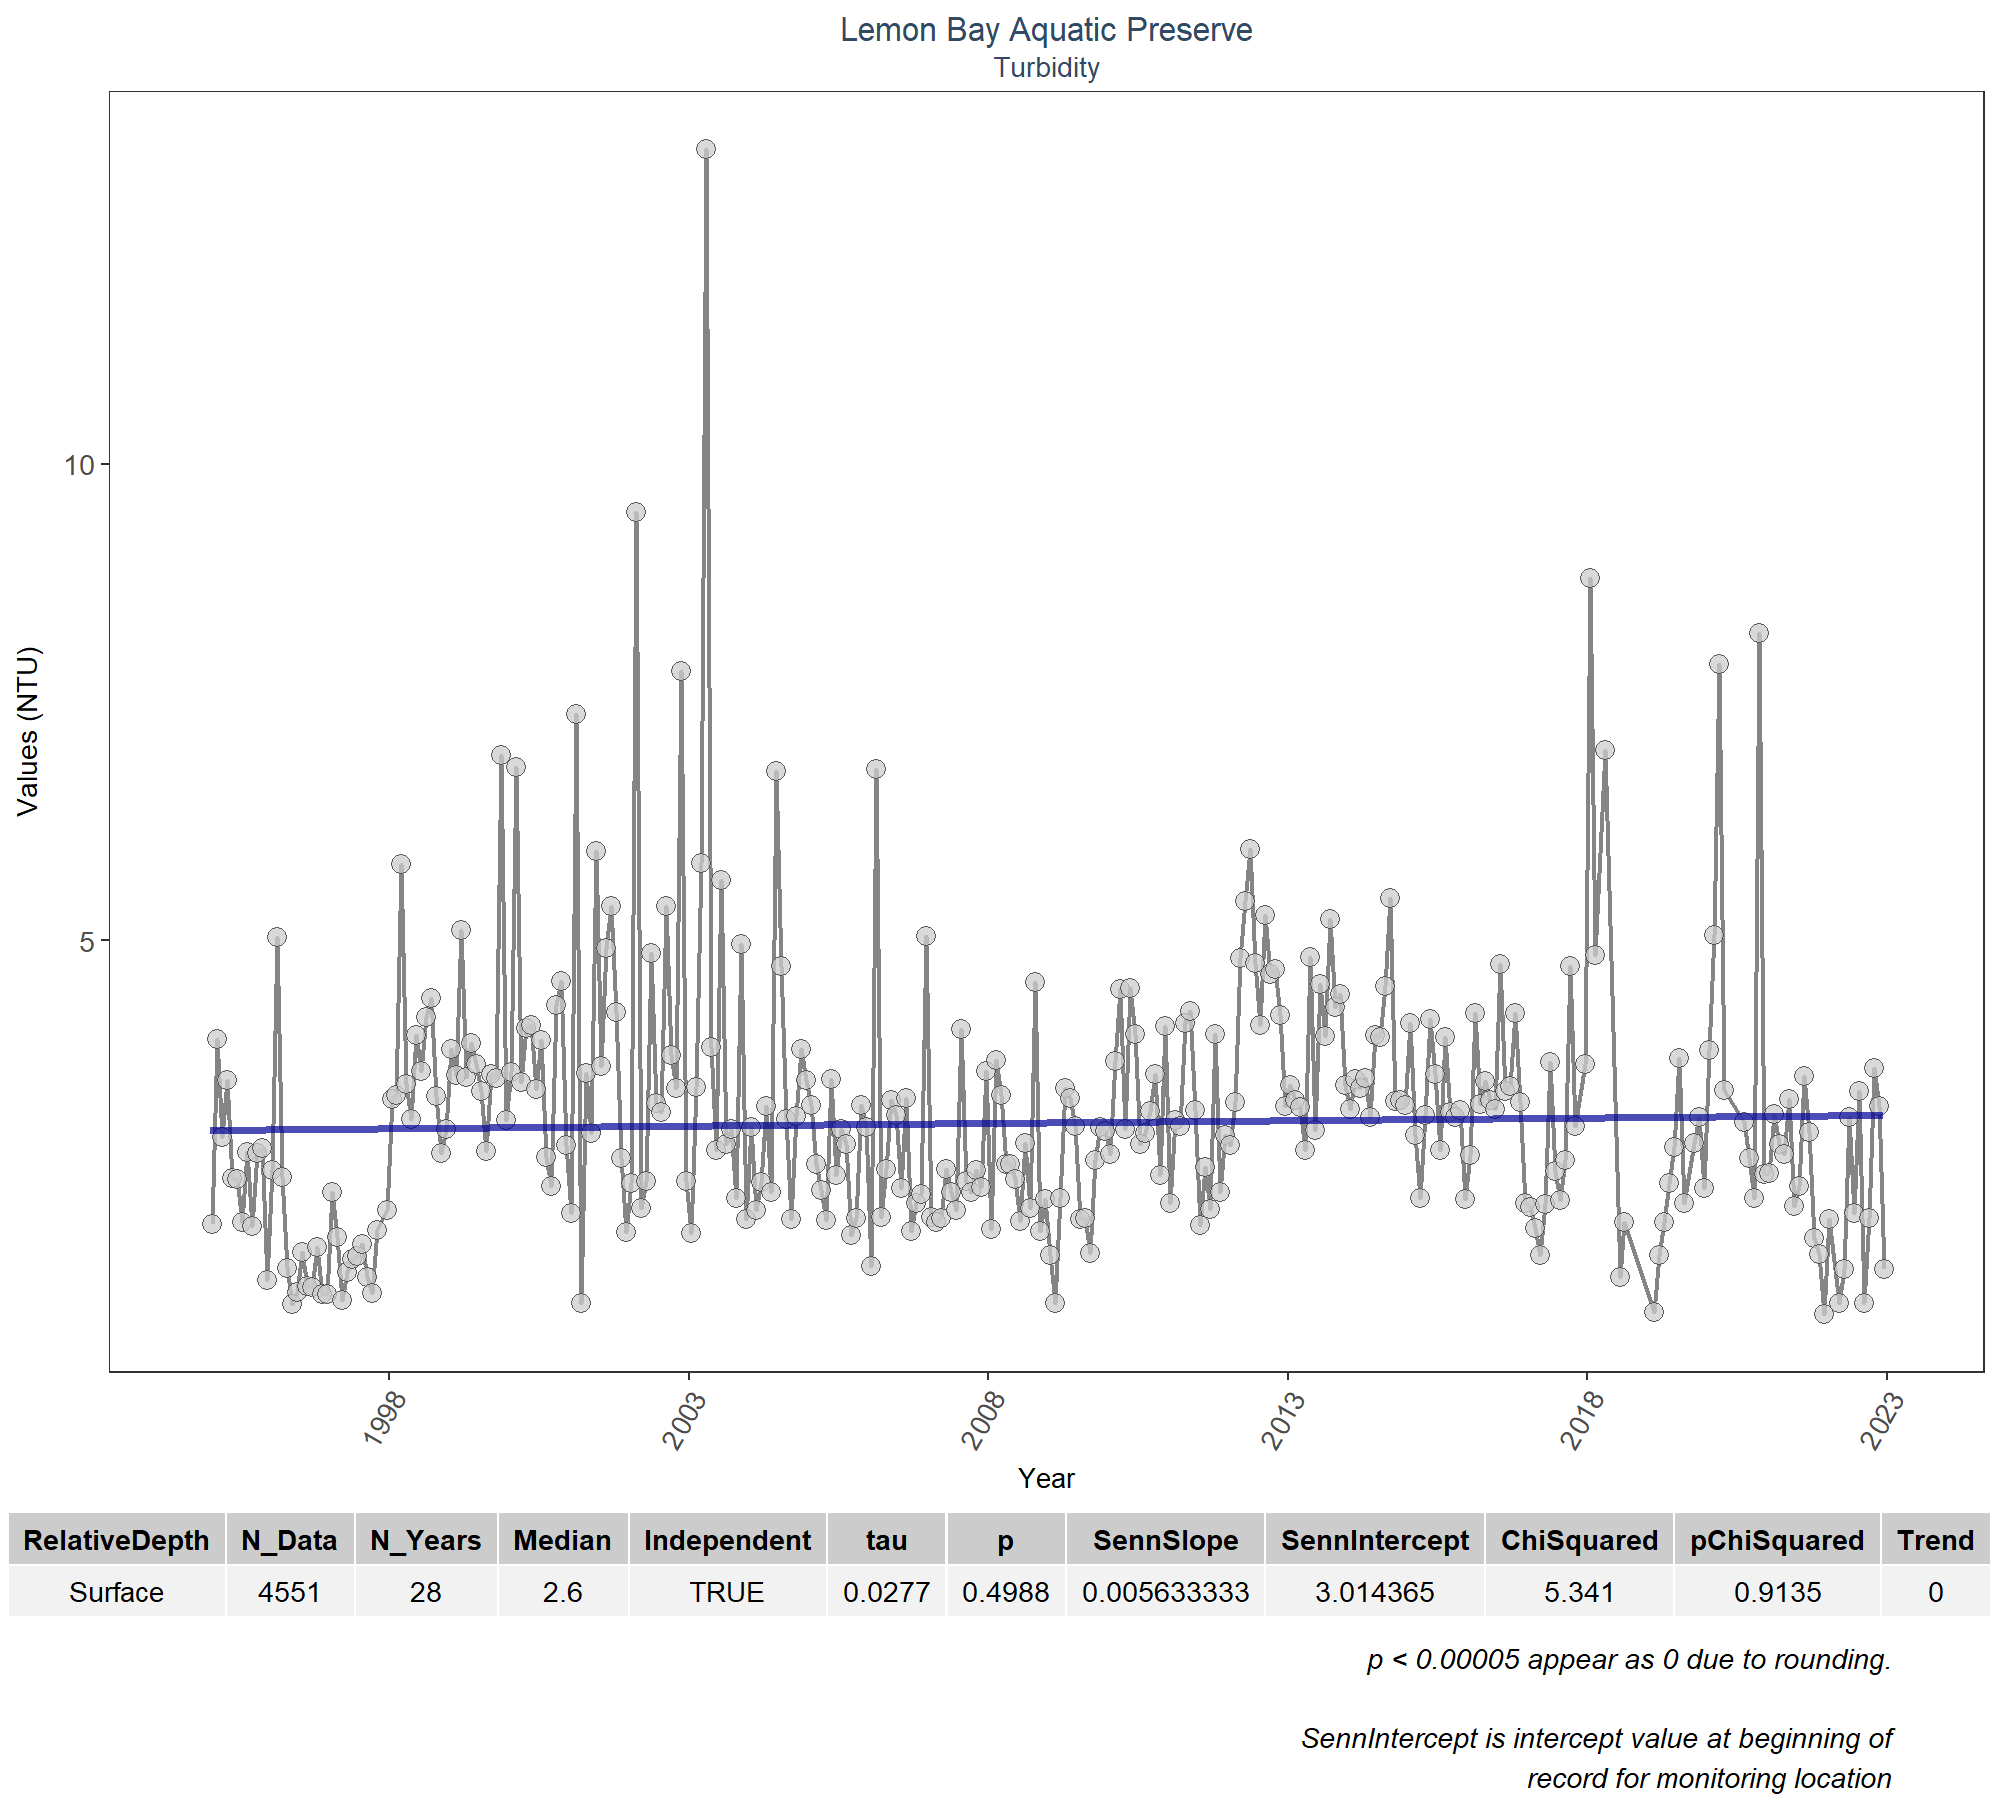 Lemon Bay Aquatic Preserve
Turbidity
10
5
Values (NTU)
1998
2003
2008
2013
2018
2023
Year
RelativeDepth N_Data N_Years Median Independent tau p SennSlope SennIntercept ChiSquared pChiSquared Trend
Surface 4551 28 2.6 TRUE 0.0277 0.4988 0.005633333 3.014365 5.341 0.9135 0
p < 0.00005 appear as 0 due to rounding.
SennIntercept is intercept value at beginning of
record for monitoring location